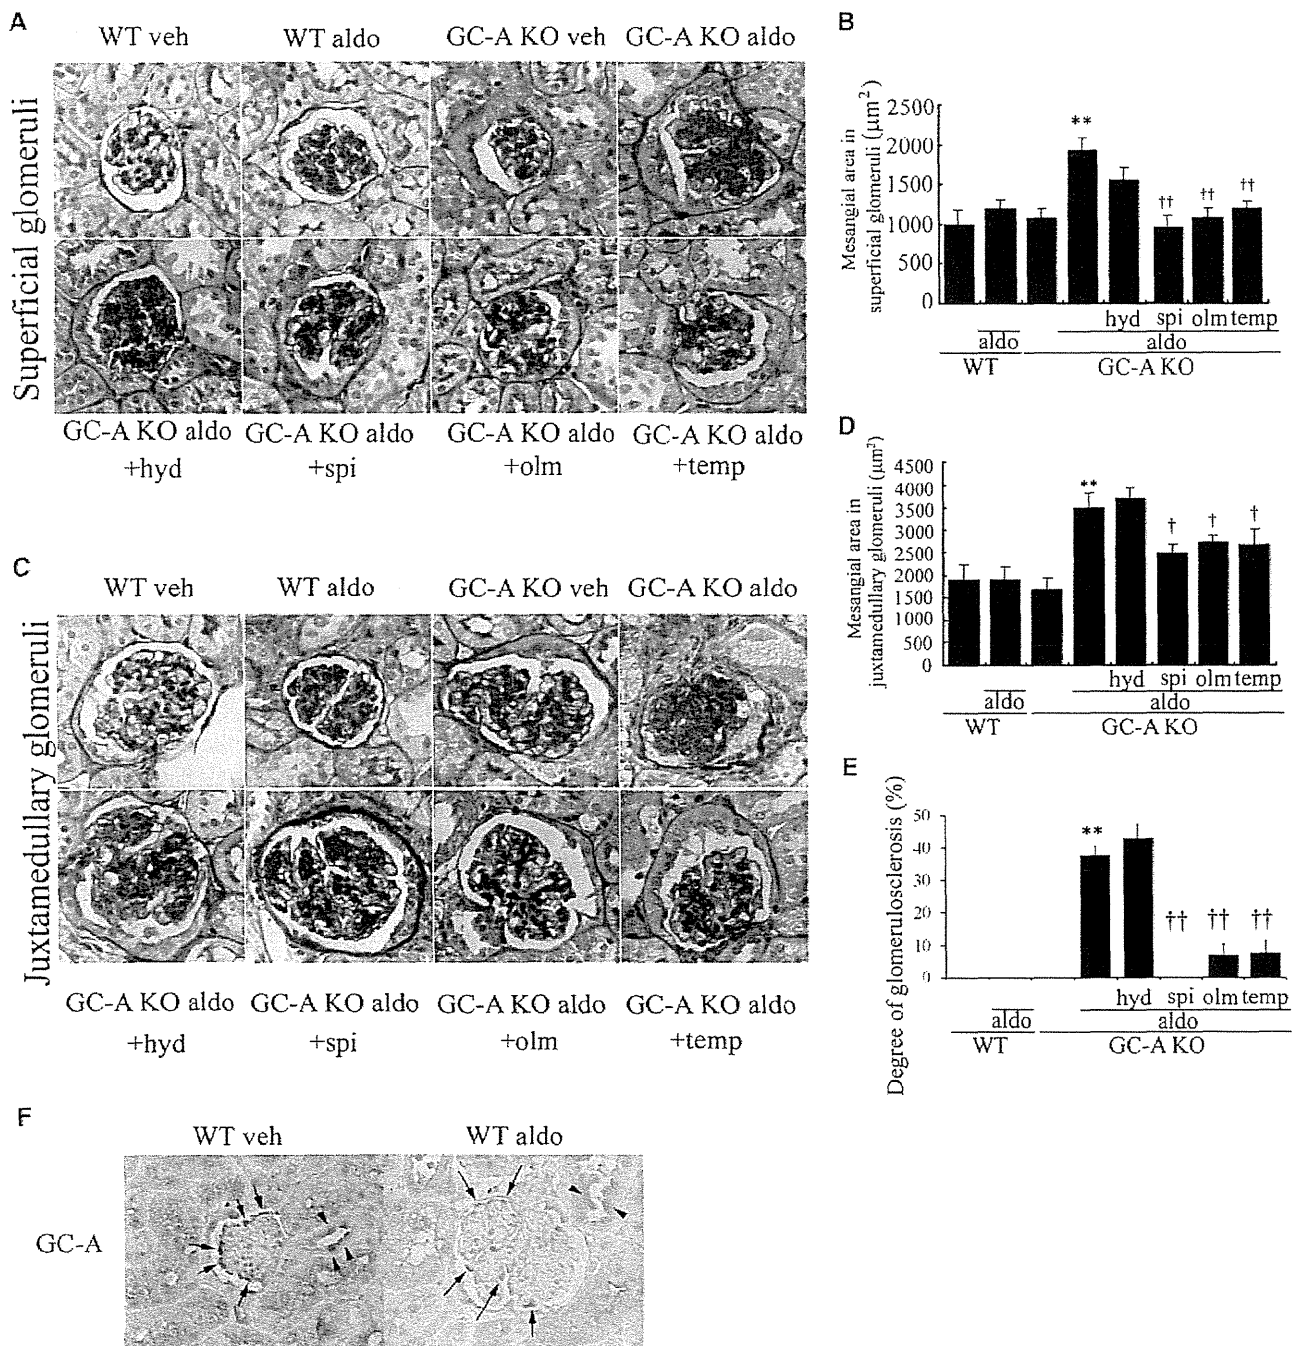 A
WT veh WT aldo GC-A KO veh GC-A KO aldo
Superficial glomeruli
GC-A KO aldo GC-A KO aldo GC-A KO aldo GC-A KO aldo
+hyd +spi +olm +temp
B
Mesangial area in
superficial glomeruli (μm²)
2500
2000
1500
1000
500
0
**
††
††
††
hyd spi olm temp
aldo aldo
WT GC-A KO
C
WT veh WT aldo GC-A KO veh GC-A KO aldo
Juxtamedullary glomeruli
GC-A KO aldo GC-A KO aldo GC-A KO aldo GC-A KO aldo
+hyd +spi +olm +temp
D
Mesangial area in
juxtamedullary glomeruli (μm²)
4500
4000
3500
3000
2500
2000
1500
1000
500
0
**
†
†
†
hyd spi olm temp
aldo aldo
WT GC-A KO
E
Degree of glomerulosclerosis (%)
50
40
30
20
10
0
**
††
††
††
hyd spi olm temp
aldo aldo
WT GC-A KO
F
WT veh WT aldo
GC-A